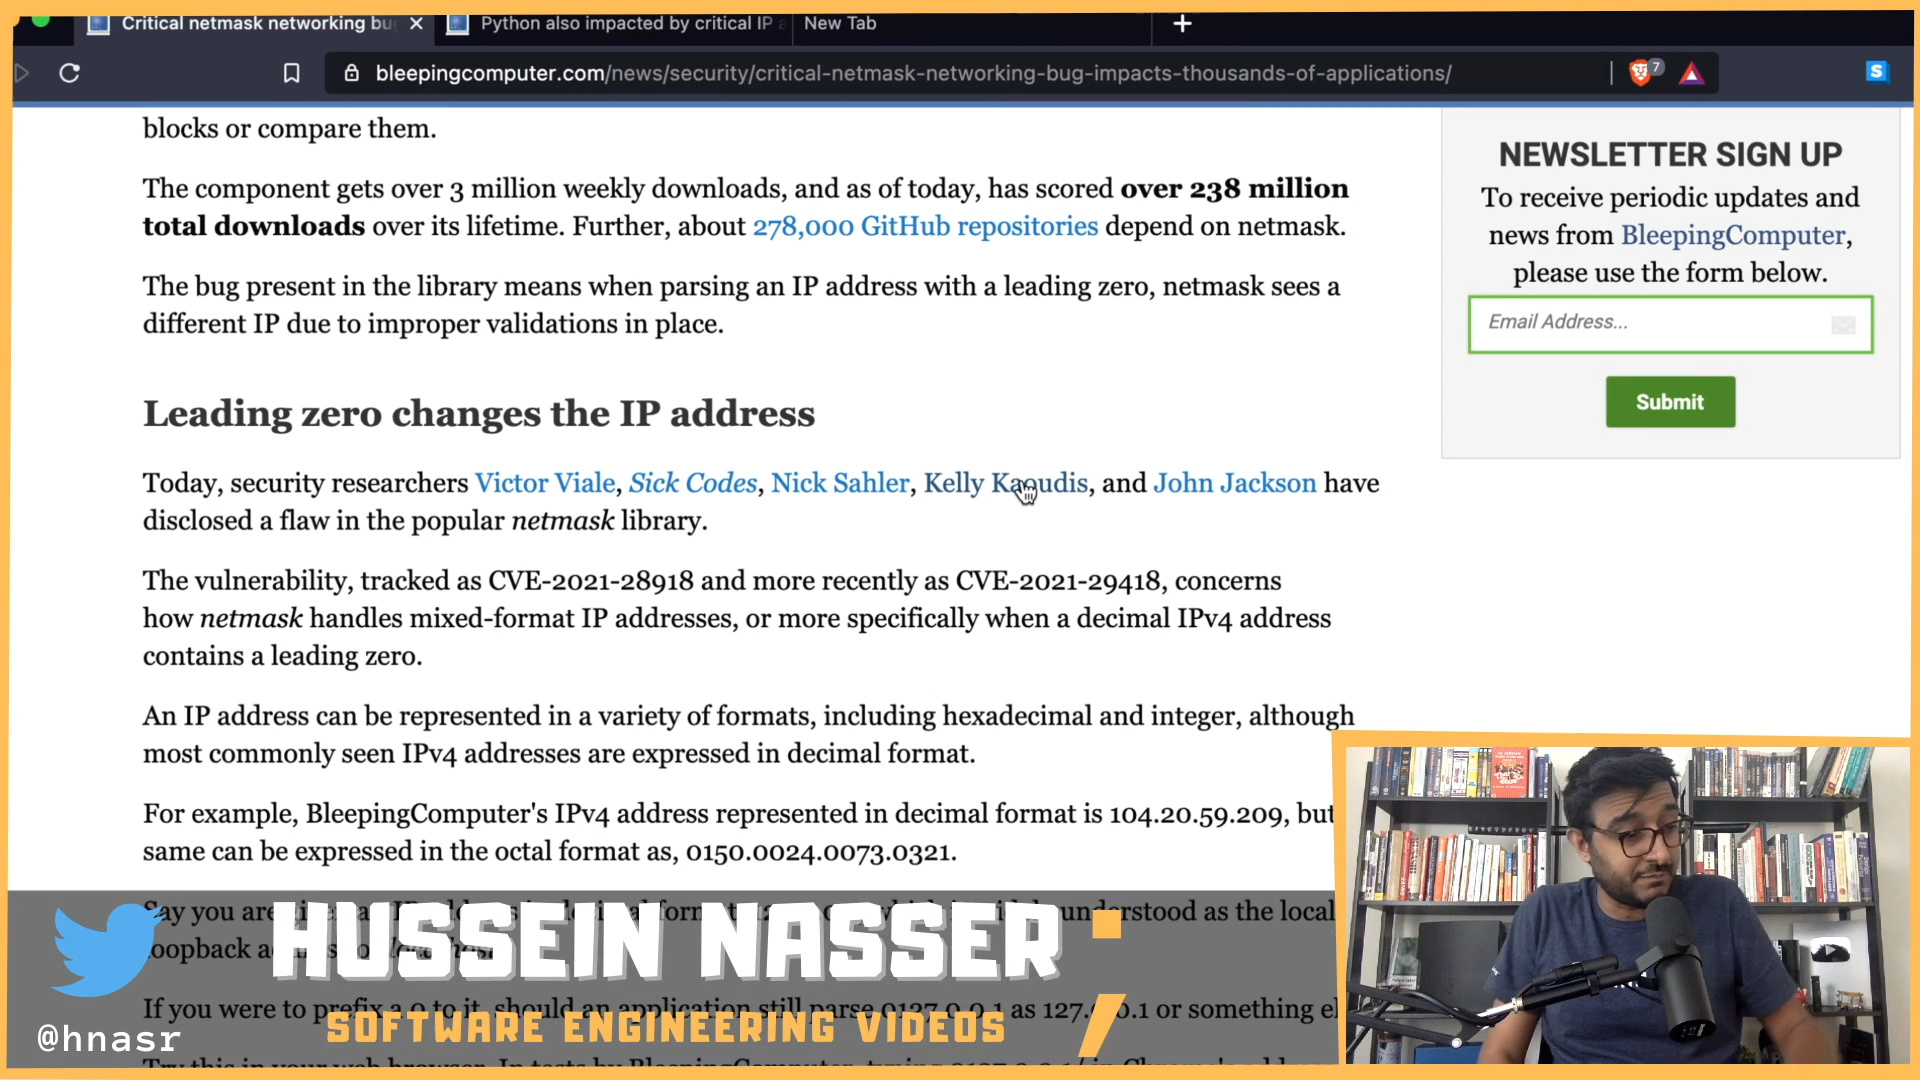 Critical netmask networking bu
Python also impacted by critical IP a
New Tab
bleepingcomputer.com/news/security/critical-netmask-networking-bug-impacts-thousands-of-applications/
7
S
blocks or compare them.
The component gets over 3 million weekly downloads, and as of today, has scored over 238 million
total downloads over its lifetime. Further, about 278,000 GitHub repositories depend on netmask.
The bug present in the library means when parsing an IP address with a leading zero, netmask sees a
different IP due to improper validations in place.
Leading zero changes the IP address
Today, security researchers Victor Viale, Sick Codes, Nick Sahler, Kelly Kaoudis, and John Jackson have
disclosed a flaw in the popular netmask library.
The vulnerability, tracked as CVE-2021-28918 and more recently as CVE-2021-29418, concerns
how netmask handles mixed-format IP addresses, or more specifically when a decimal IPv4 address
contains a leading zero.
An IP address can be represented in a variety of formats, including hexadecimal and integer, although
most commonly seen IPv4 addresses are expressed in decimal format.
For example, BleepingComputer's IPv4 address represented in decimal format is 104.20.59.209, but
same can be expressed in the octal format as, 0150.0024.0073.0321.
Say you are understood as the local
loopback
If you were to prefix a 0 to it, should an application still parse 0127.0.0.1 as 127. 0.1 or something
NEWSLETTER SIGN UP
To receive periodic updates and
news from BleepingComputer,
please use the form below.
Email Address...
Submit
HUSSEIN NASSER ;
@hnasr
SOFTWARE ENGINEERING VIDEOS